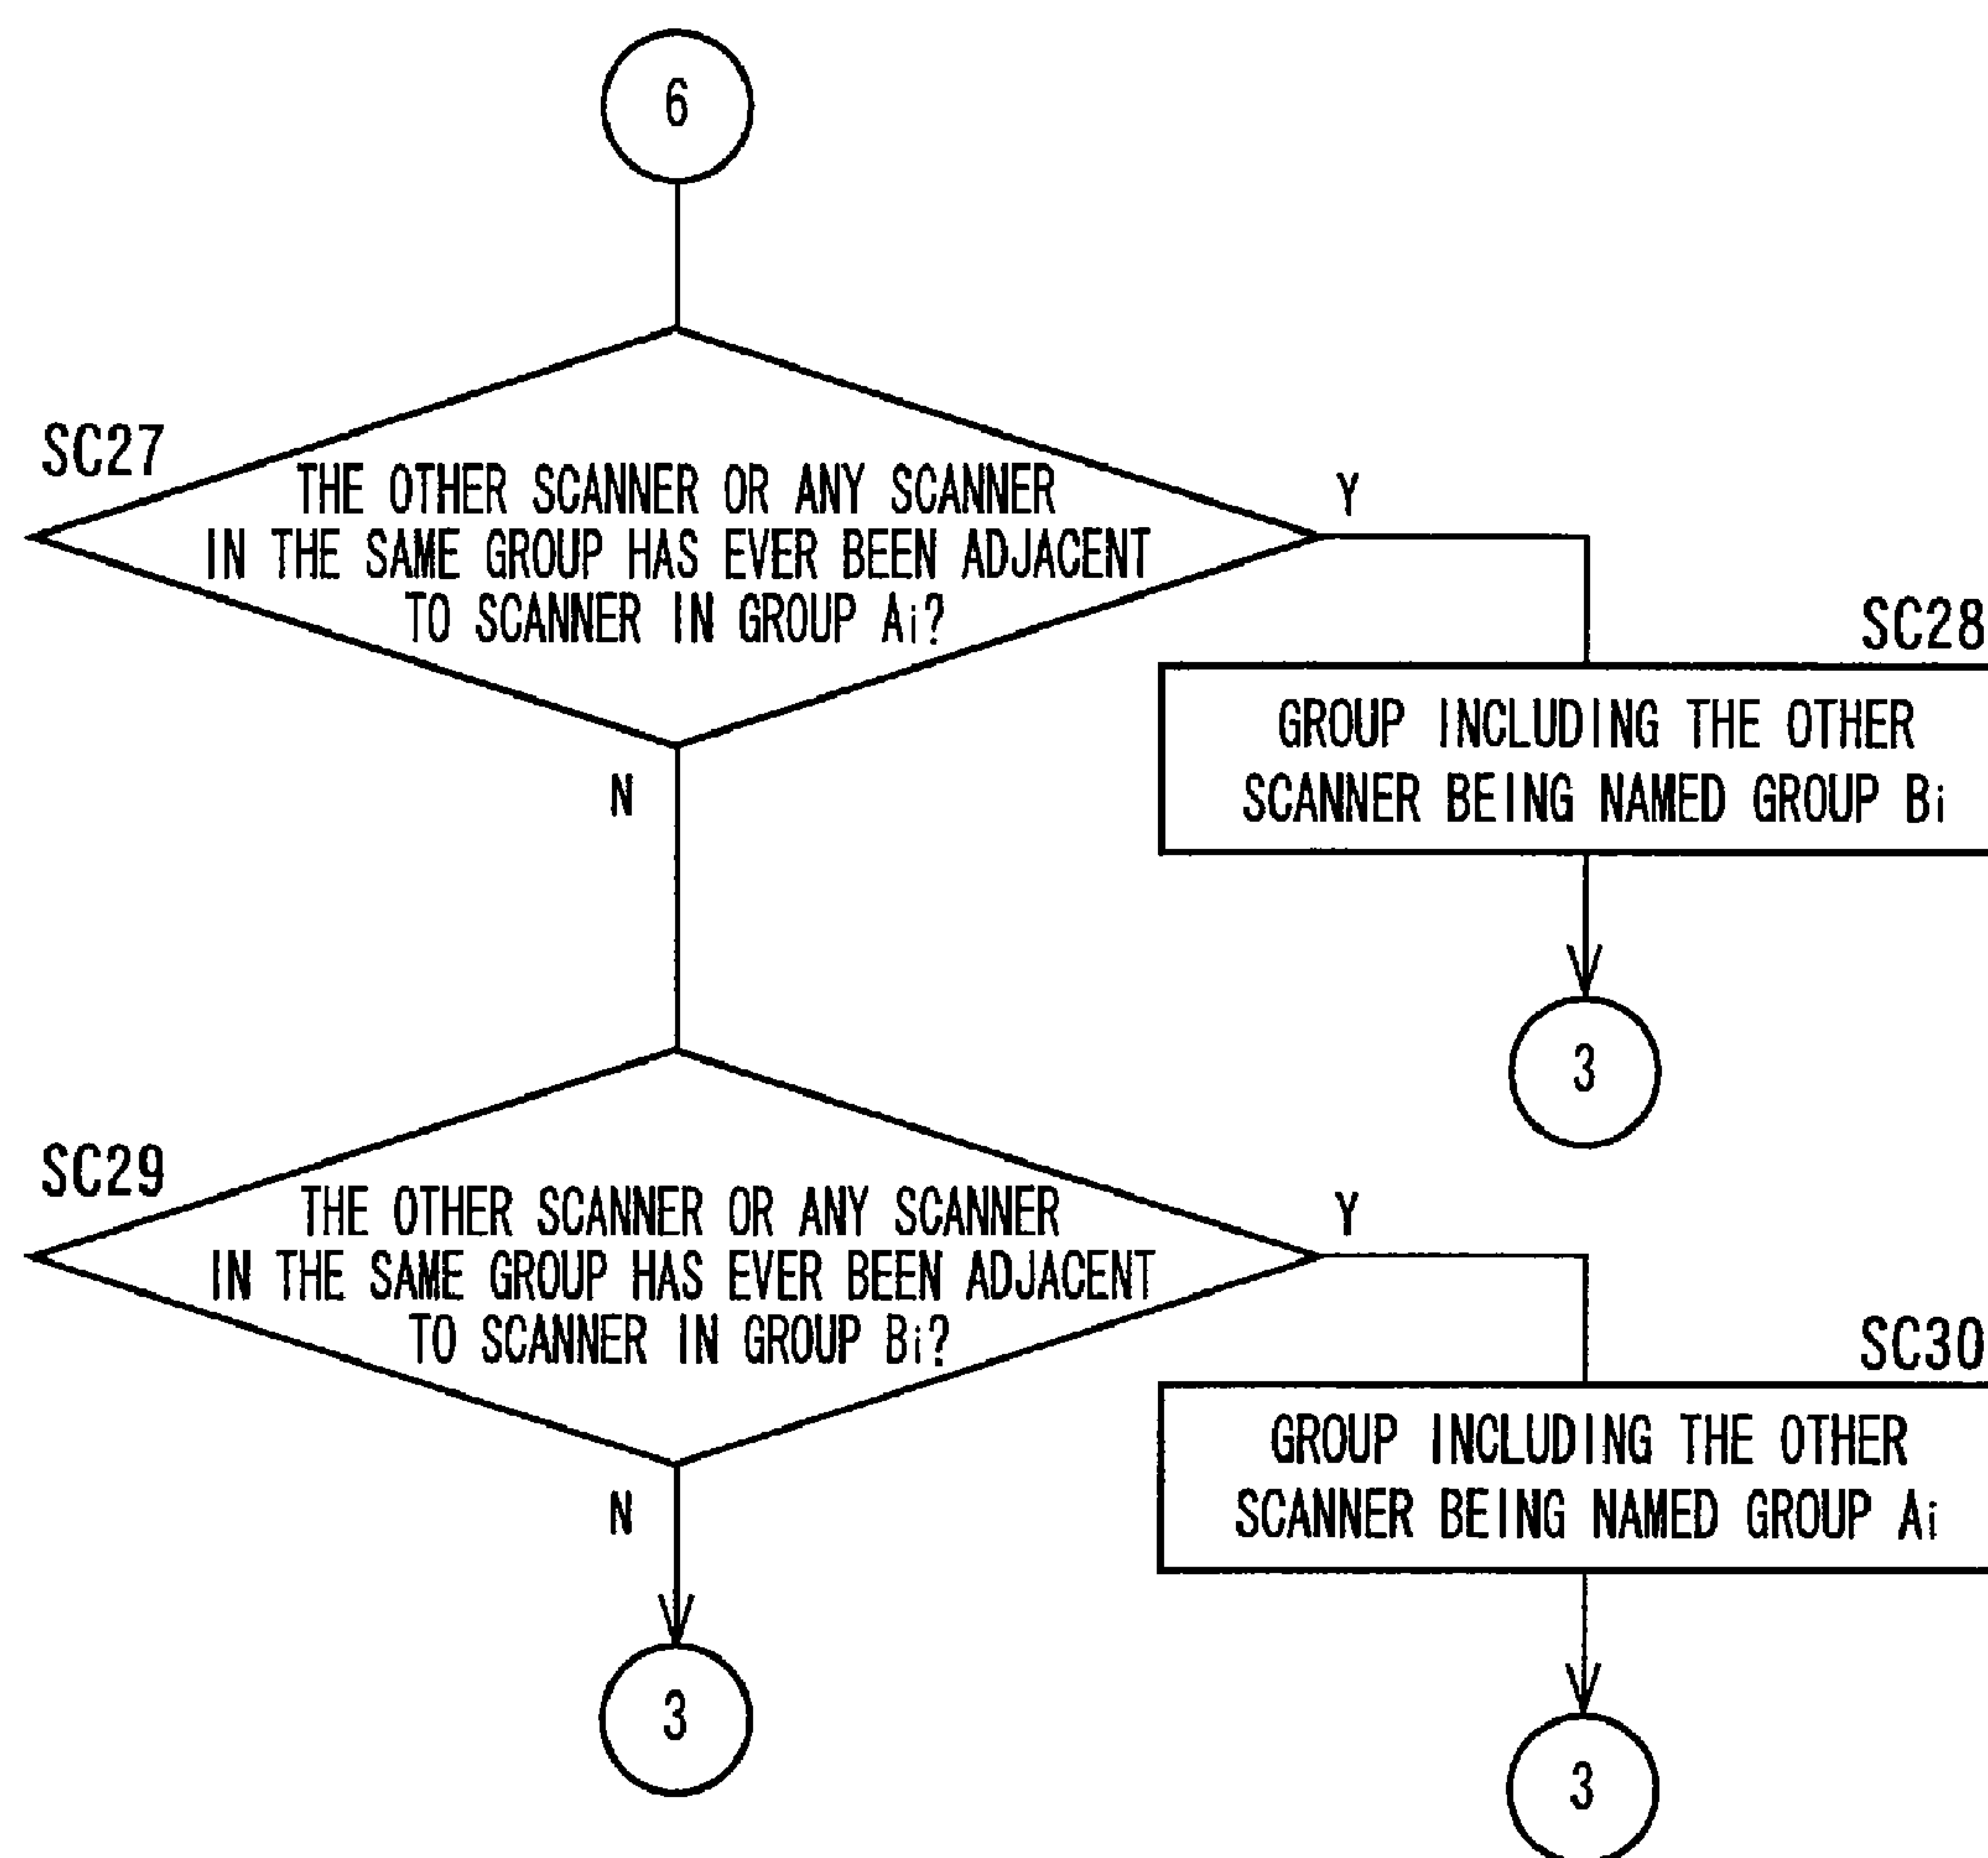 6
SC27
THE OTHER SCANNER OR ANY SCANNER
IN THE SAME GROUP HAS EVER BEEN ADJACENT
TO SCANNER IN GROUP Ai?
Y
N
SC28
GROUP INCLUDING THE OTHER
SCANNER BEING NAMED GROUP Bi
3
SC29
THE OTHER SCANNER OR ANY SCANNER
IN THE SAME GROUP HAS EVER BEEN ADJACENT
TO SCANNER IN GROUP Bi?
Y
N
SC30
GROUP INCLUDING THE OTHER
SCANNER BEING NAMED GROUP Ai
3
3